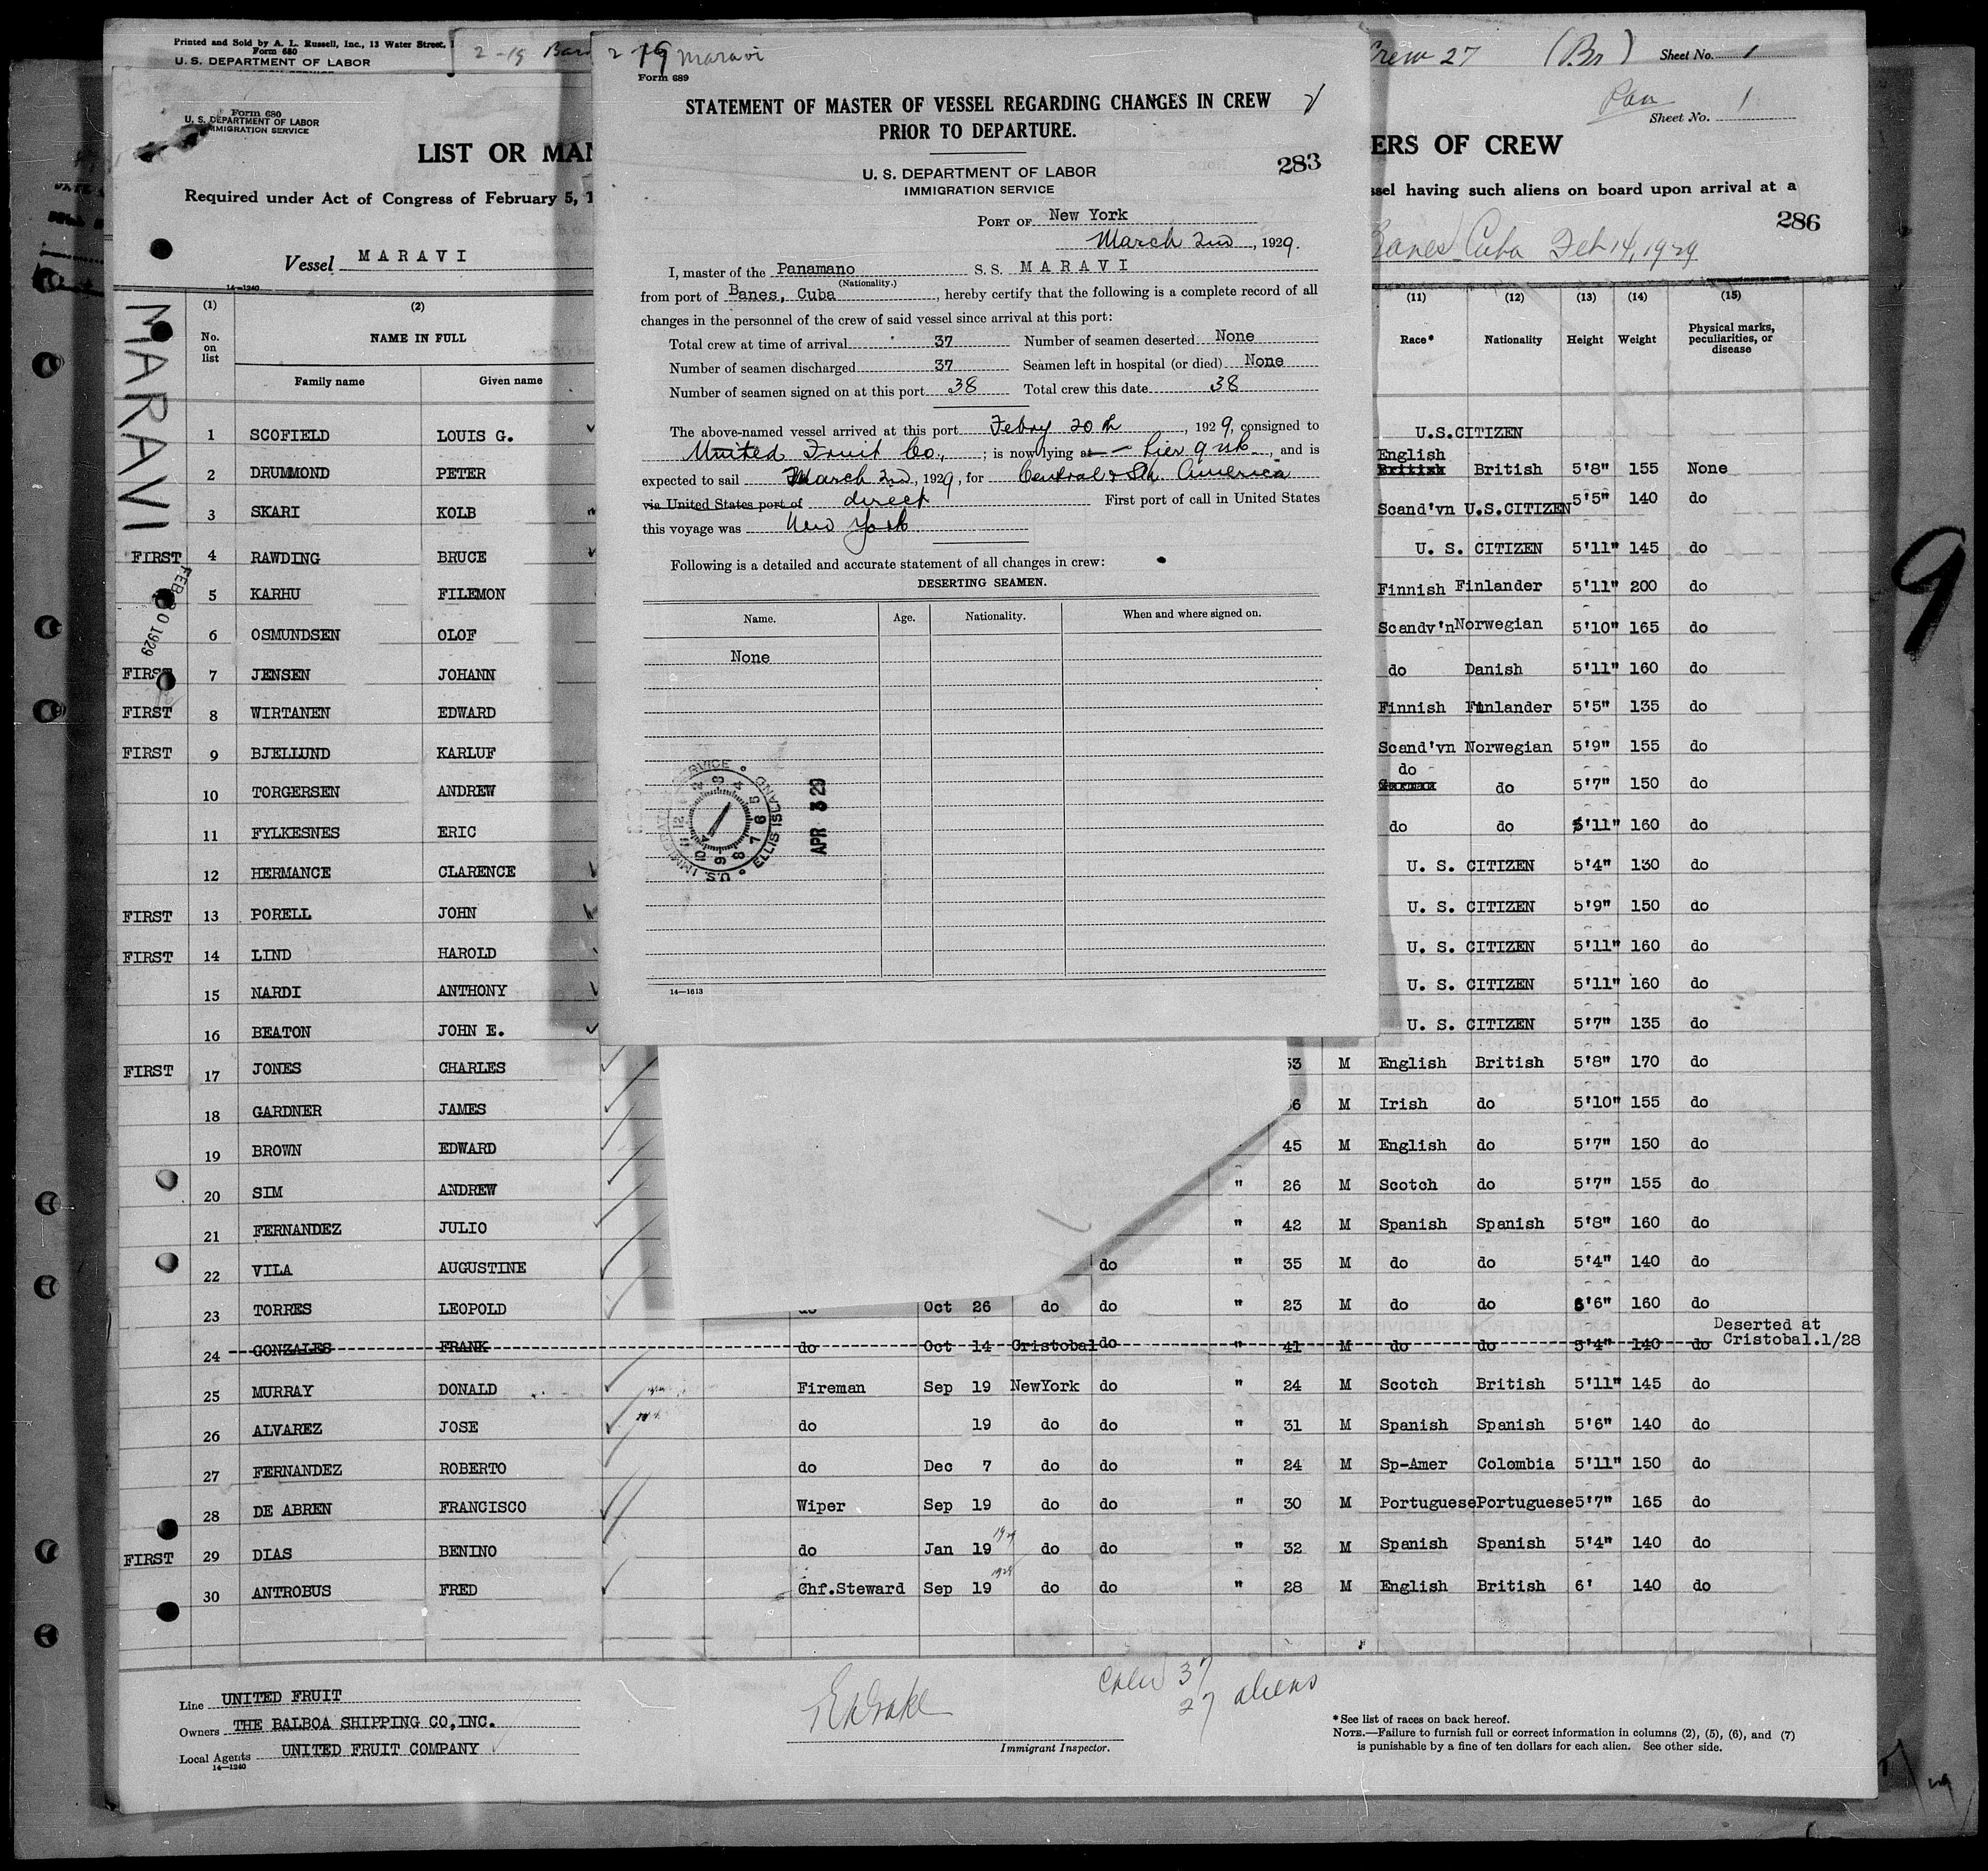 Printed and Sold by A. L. Russell, Inc., 13 Water Street,
Form 680
U. S. DEPARTMENT OF LABOR
2-19
Crew 27 (Br) Sheet No. 1
Form 680
U. S. DEPARTMENT OF LABOR
IMMIGRATION SERVICE
Pan
Sheet No. 1
LIST OR MAN
ERS OF CREW
Required under Act of Congress of February 5, 1
ssel having such aliens on board upon arrival at a
286
Vessel MARAVI
Banes, Cuba Feb 14, 1929
14—1240
MARAVI
FEB 20 1929
2-19 Maravi
Form 689
STATEMENT OF MASTER OF VESSEL REGARDING CHANGES IN CREW
PRIOR TO DEPARTURE.
U. S. DEPARTMENT OF LABOR
IMMIGRATION SERVICE
283
PORT OF New York
March 2nd, 1929.
I, master of the Panamano S. S. MARAVI
(Nationality.)
from port of Banes, Cuba, hereby certify that the following is a complete record of all
changes in the personnel of the crew of said vessel since arrival at this port:
Total crew at time of arrival 37 Number of seamen deserted None
Number of seamen discharged 37 Seamen left in hospital (or died) None
Number of seamen signed on at this port 38 Total crew this date 38
The above-named vessel arrived at this port Febry 20th, 1929, consigned to
United Fruit Co.; is now lying at Pier 9 , and is
expected to sail March 2nd, 1929, for Central & Sth. America
via United States port of direct First port of call in United States
this voyage was New York
Following is a detailed and accurate statement of all changes in crew:
DESERTING SEAMEN.
Name. Age. Nationality. When and where signed on.
None
U.S. IMMIGRATION SERVICE ELLIS ISLAND
APR 3 29
14—1613
(1) (2) (11) (12) (13) (14) (15)
No. on list NAME IN FULL Race* Nationality Height Weight Physical marks, peculiarities, or disease
Family name Given name
1 SCOFIELD LOUIS G. U.S.CITIZEN
2 DRUMMOND PETER English British British 5'8" 155 None
3 SKARI KOLB Scand'vn U.S.CITIZEN 5'5" 140 do
FIRST 4 RAWDING BRUCE U. S. CITIZEN 5'11" 145 do
5 KARHU FILEMON Finnish Finlander 5'11" 200 do
6 OSMUNDSEN OLOF Scandv'n Norwegian 5'10" 165 do
FIRST 7 JENSEN JOHANN do Danish 5'11" 160 do
FIRST 8 WIRTANEN EDWARD Finnish Finlander 5'5" 135 do
FIRST 9 BJELLUND KARLUF Scand'vn Norwegian 5'9" 155 do
10 TORGERSEN ANDREW do do 5'7" 150 do
11 FYLKESNES ERIC do do 5'11" 160 do
12 HERMANCE CLARENCE U. S. CITIZEN 5'4" 130 do
FIRST 13 PORELL JOHN U. S. CITIZEN 5'9" 150 do
FIRST 14 LIND HAROLD U. S. CITIZEN 5'11" 160 do
15 NARDI ANTHONY U. S. CITIZEN 5'11" 160 do
16 BEATON JOHN E. U. S. CITIZEN 5'7" 135 do
FIRST 17 JONES CHARLES 53 M English British 5'8" 170 do
18 GARDNER JAMES 6 M Irish do 5'10" 155 do
19 BROWN EDWARD 45 M English do 5'7" 150 do
20 SIM ANDREW " 26 M Scotch do 5'7" 155 do
21 FERNANDEZ JULIO " 42 M Spanish Spanish 5'8" 160 do
22 VILA AUGUSTINE do " 35 M do do 5'4" 140 do
23 TORRES LEOPOLD do Oct 26 do do " 23 M do do 5'6" 160 do
24 GONZALES FRANK do Oct 14 Cristobal do " 41 M do do 5'4" 140 do Deserted at Cristobal.1/28
25 MURRAY DONALD Fireman Sep 19 NewYork do " 24 M Scotch British 5'11" 145 do
26 ALVAREZ JOSE do 19 do do " 31 M Spanish Spanish 5'6" 140 do
27 FERNANDEZ ROBERTO do Dec 7 do do " 24 M Sp-Amer Colombia 5'11" 150 do
28 DE ABREN FRANCISCO Wiper Sep 19 do do " 30 M Portuguese Portuguese 5'7" 165 do
FIRST 29 DIAS BENINO do Jan 19 1929 do do " 32 M Spanish Spanish 5'4" 140 do
30 ANTROBUS FRED Chf.Steward Sep 19 1928 do do " 28 M English British 6' 140 do
9
Line UNITED FRUIT
Owners THE BALBOA SHIPPING CO,INC.
Local Agents UNITED FRUIT COMPANY
14—1240
Immigrant Inspector.
Crew 37
27 aliens
*See list of races on back hereof.
NOTE.—Failure to furnish full or correct information in columns (2), (5), (6), and (7)
is punishable by a fine of ten dollars for each alien. See other side.